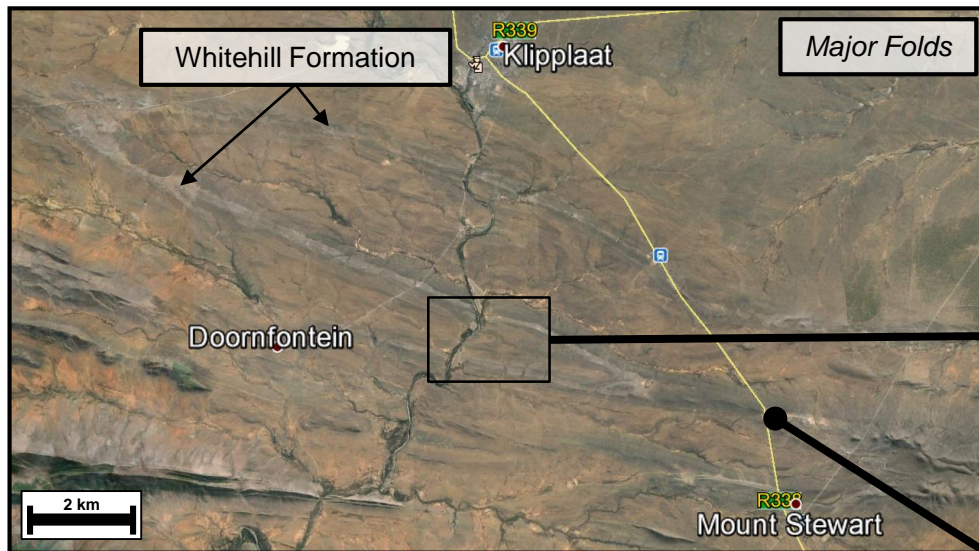 R339
Klipplaat
Whitehill Formation
Major Folds
Doornfontein
2 km
R338
Mount Stewart